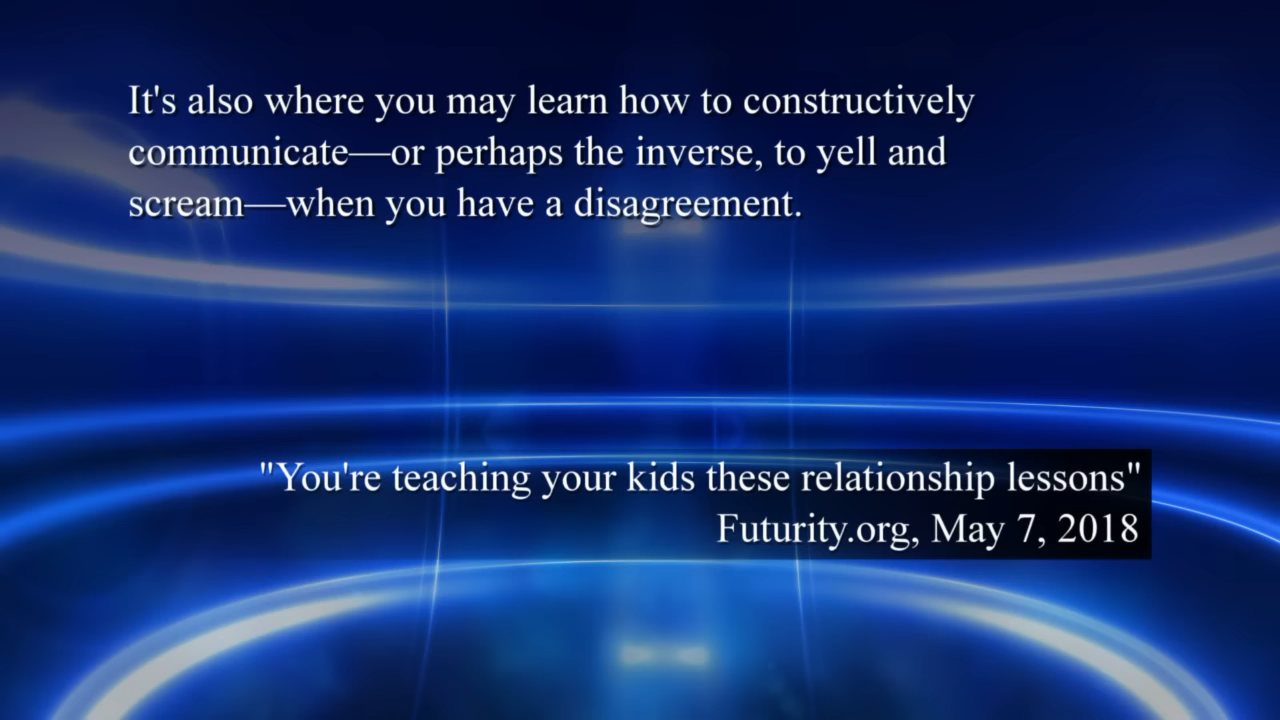 It's also where you may learn how to constructively
communicate—or perhaps the inverse, to yell and
scream—when you have a disagreement.
"You're teaching your kids these relationship lessons"
Futurity.org, May 7, 2018